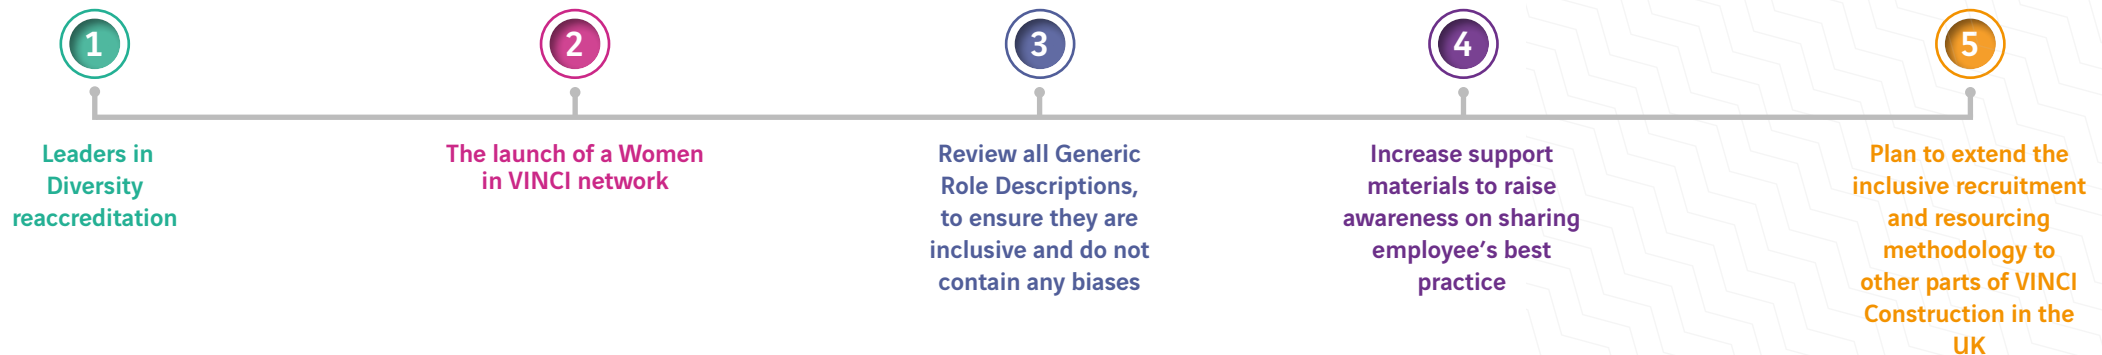 1
Leaders in
Diversity
reaccreditation
2
The launch of a Women
in VINCI network
3
Review all Generic
Role Descriptions,
to ensure they are
inclusive and do not
contain any biases
4
Increase support
materials to raise
awareness on sharing
employee’s best
practice
5
Plan to extend the
inclusive recruitment
and resourcing
methodology to
other parts of VINCI
Construction in the
UK